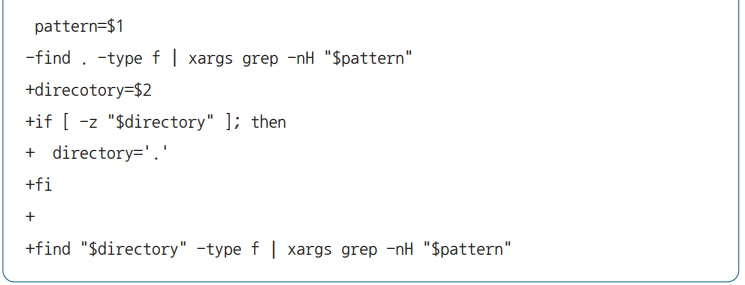 pattern=$1
-find . -type f | xargs grep -nH "$pattern"
+direcotory=$2
+if [ -z "$directory" ]; then
+  directory='.'
+fi
+
+find "$directory" -type f | xargs grep -nH "$pattern"